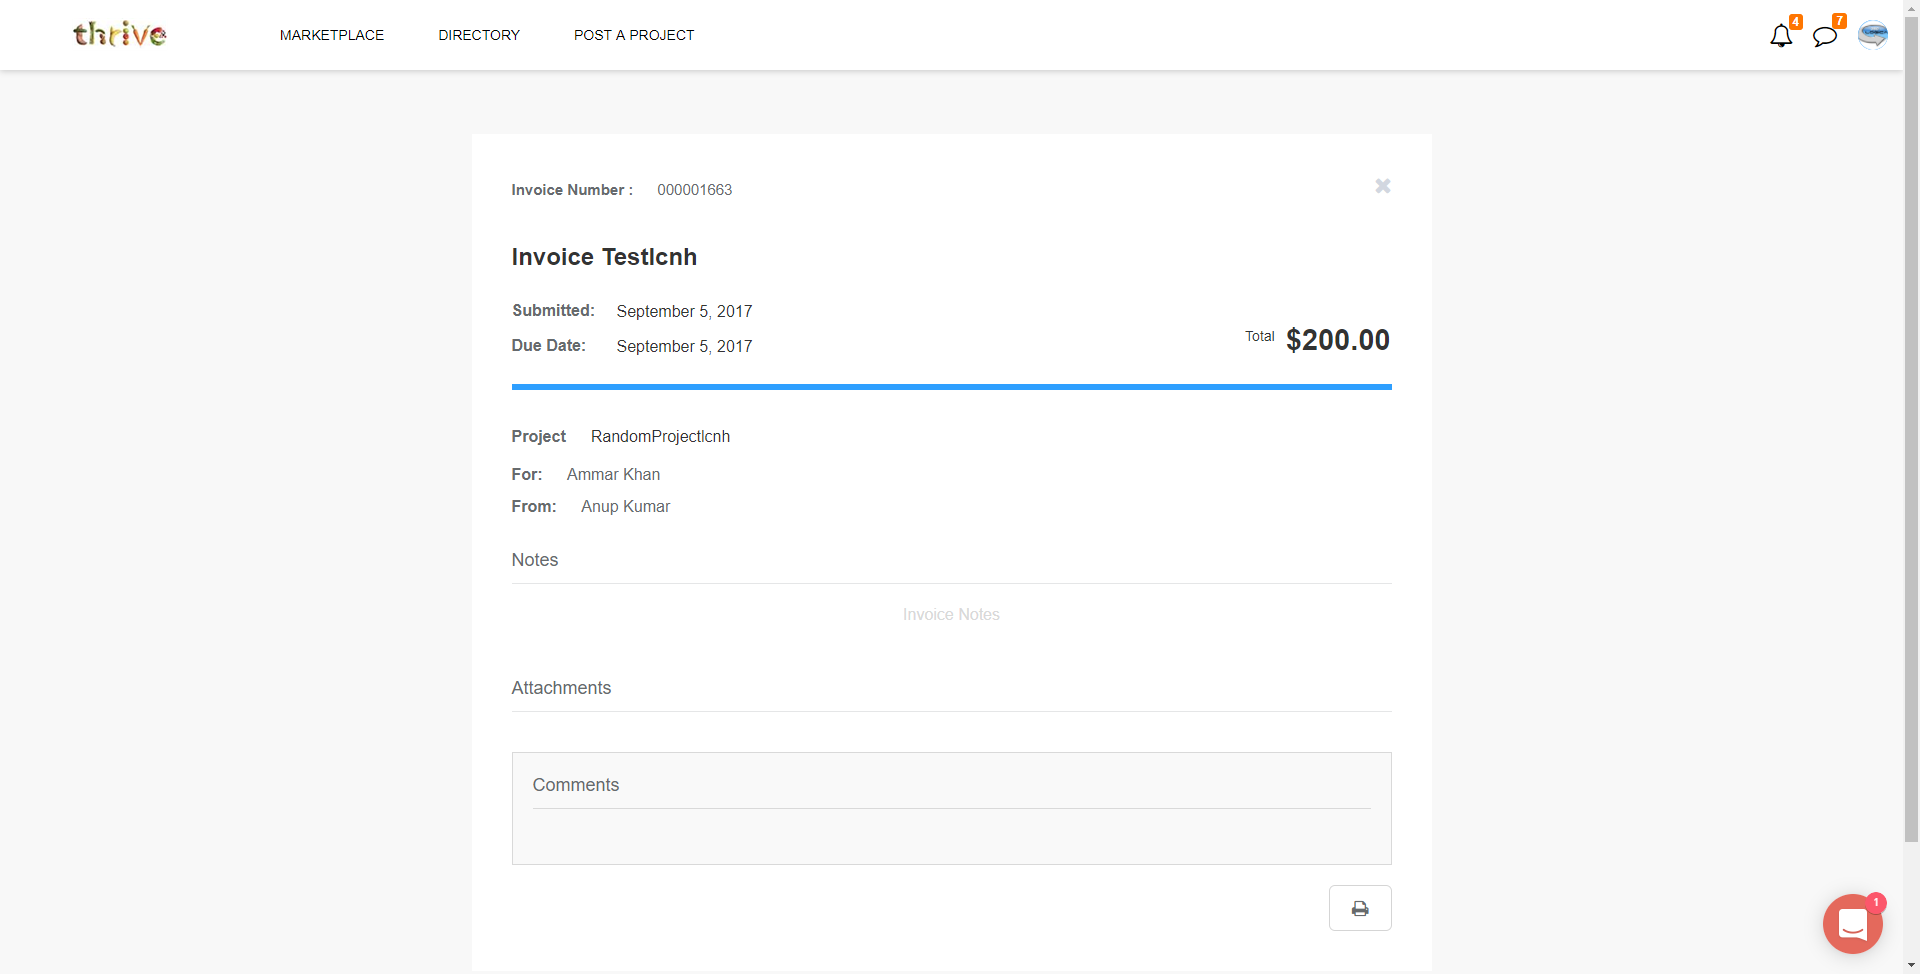 thrive
MARKETPLACE DIRECTORY POST A PROJECT
4
7
Invoice Number : 000001663
Invoice Testlcnh
Submitted: September 5, 2017
Due Date: September 5, 2017
Total $200.00
Project RandomProjectlcnh
For: Ammar Khan
From: Anup Kumar
Notes
Invoice Notes
Attachments
Comments
1